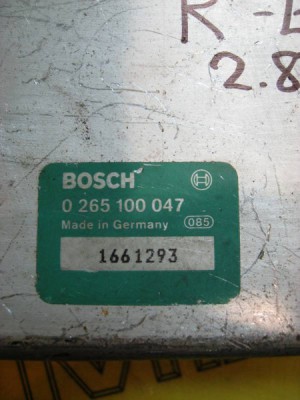 R-
2.8
BOSCH
0 265 100 047
Made in Germany 085
1661293